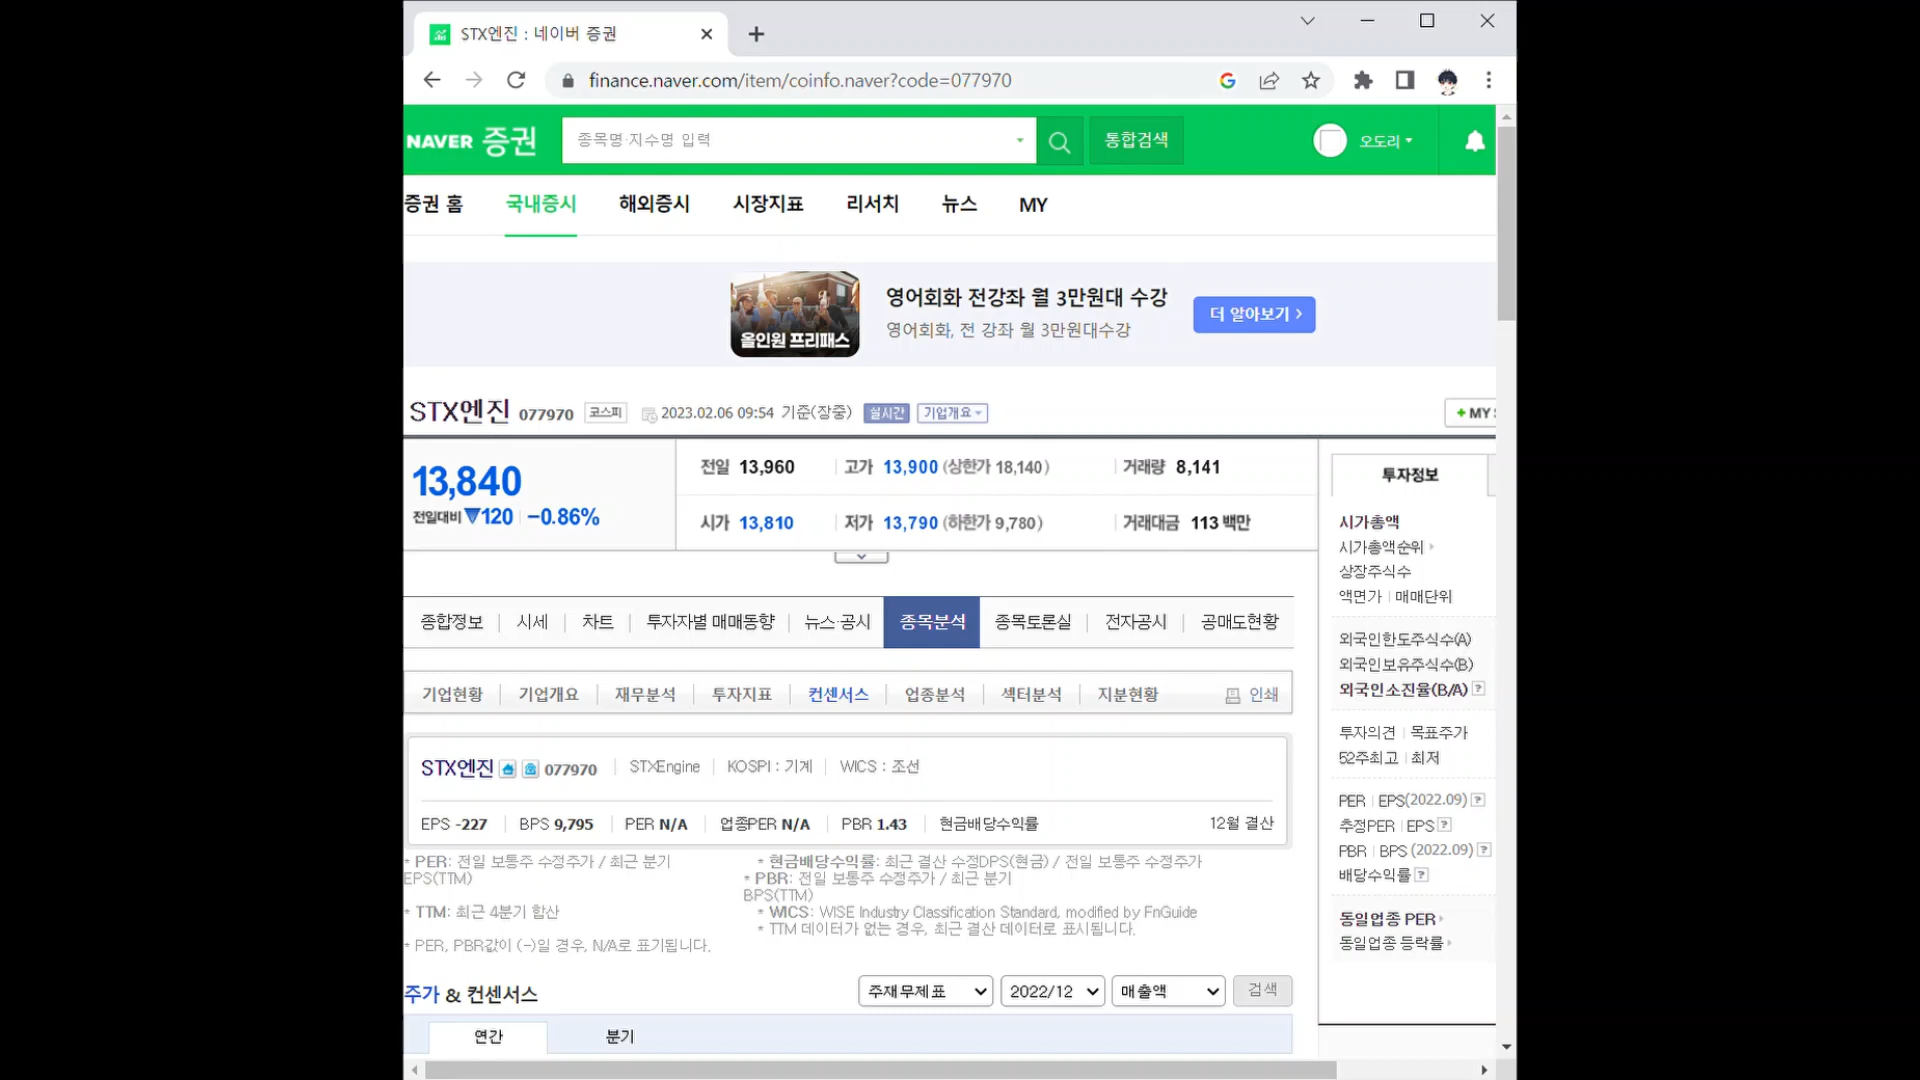 STX엔진 : 네이버 증권
finance.naver.com/item/coinfo.naver?code=077970
NAVER 증권
종목명·지수명 입력
통합검색
오도리
증권 홈 국내증시 해외증시 시장지표 리서치 뉴스 MY
올인원 프리패스
영어회화 전강좌 월 3만원대 수강
영어회화, 전 강좌 월 3만원대수강
더 알아보기 >
STX엔진 077970 코스피 2023.02.06 09:54 기준(장중) 실시간 기업개요
+ MY
13,840
전일대비 ▼120 -0.86%
전일 13,960 고가 13,900 (상한가 18,140) 거래량 8,141
시가 13,810 저가 13,790 (하한가 9,780) 거래대금 113 백만
투자정보
시가총액
시가총액순위
상장주식수
액면가 | 매매단위
외국인한도주식수(A)
외국인보유주식수(B)
외국인소진율(B/A) ?
투자의견 | 목표주가
52주최고 | 최저
PER | EPS(2022.09) ?
추정PER | EPS ?
PBR | BPS (2022.09) ?
배당수익률 ?
동일업종 PER
동일업종 등락률
종합정보 | 시세 | 차트 | 투자자별 매매동향 | 뉴스·공시 종목분석 종목토론실 | 전자공시 | 공매도현황
기업현황 | 기업개요 | 재무분석 | 투자지표 | 컨센서스 | 업종분석 | 섹터분석 | 지분현황 인쇄
STX엔진 077970 | STXEngine | KOSPI : 기계 | WICS : 조선
EPS -227 | BPS 9,795 | PER N/A | 업종PER N/A | PBR 1.43 | 현금배당수익률 12월 결산
* PER: 전일 보통주 수정주가 / 최근 분기
EPS(TTM)
* TTM: 최근 4분기 합산
* PER, PBR값이 (-)일 경우, N/A로 표기됩니다.
* 현금배당수익률: 최근 결산 수정DPS(현금) / 전일 보통주 수정주가
* PBR: 전일 보통주 수정주가 / 최근 분기
BPS(TTM)
* WICS: WISE Industry Classification Standard, modified by FnGuide
* TTM 데이터가 없는 경우, 최근 결산 데이터로 표시됩니다.
주가 & 컨센서스 주재무제표 2022/12 매출액 검색
연간 분기